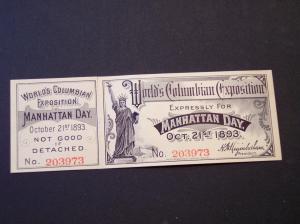 World's Columbian
Exposition
Manhattan Day.
October 21st 1893.
NOT GOOD
IF
DETACHED.
No. 203973
World's Columbian Exposition
Expressly for
Manhattan Day
Oct. 21st 1893.
No. 203973